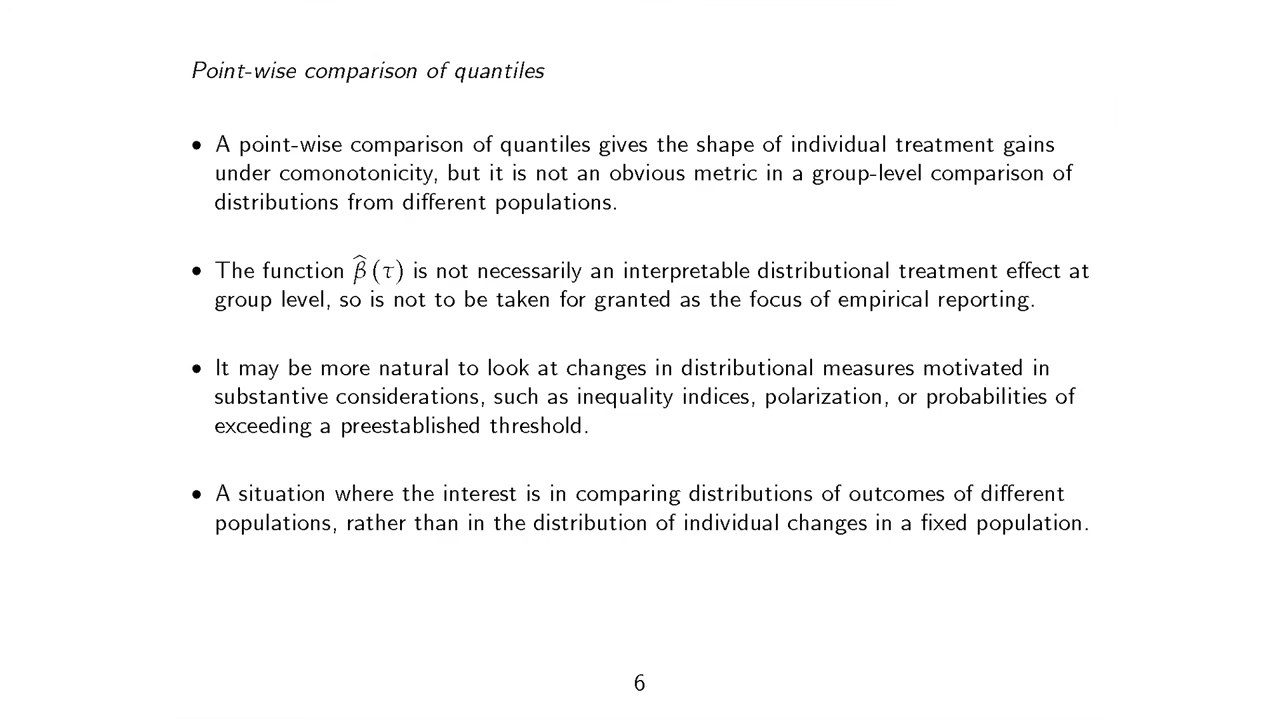 Point-wise comparison of quantiles
• A point-wise comparison of quantiles gives the shape of individual treatment gains
under comonotonicity, but it is not an obvious metric in a group-level comparison of
distributions from different populations.
• The function β̂ (τ) is not necessarily an interpretable distributional treatment effect at
group level, so is not to be taken for granted as the focus of empirical reporting.
• It may be more natural to look at changes in distributional measures motivated in
substantive considerations, such as inequality indices, polarization, or probabilities of
exceeding a preestablished threshold.
• A situation where the interest is in comparing distributions of outcomes of different
populations, rather than in the distribution of individual changes in a fixed population.
6